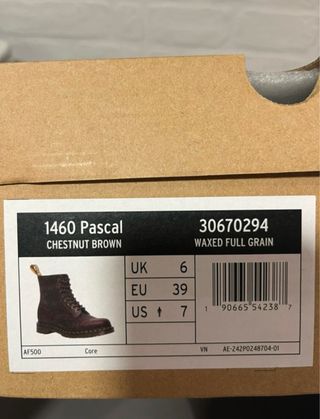 1460 Pascal
CHESTNUT BROWN
30670294
WAXED FULL GRAIN
UK 6
EU 39
US 7
1 90665 54238 7
AF500
Core
VN
AE-242P0248704-01